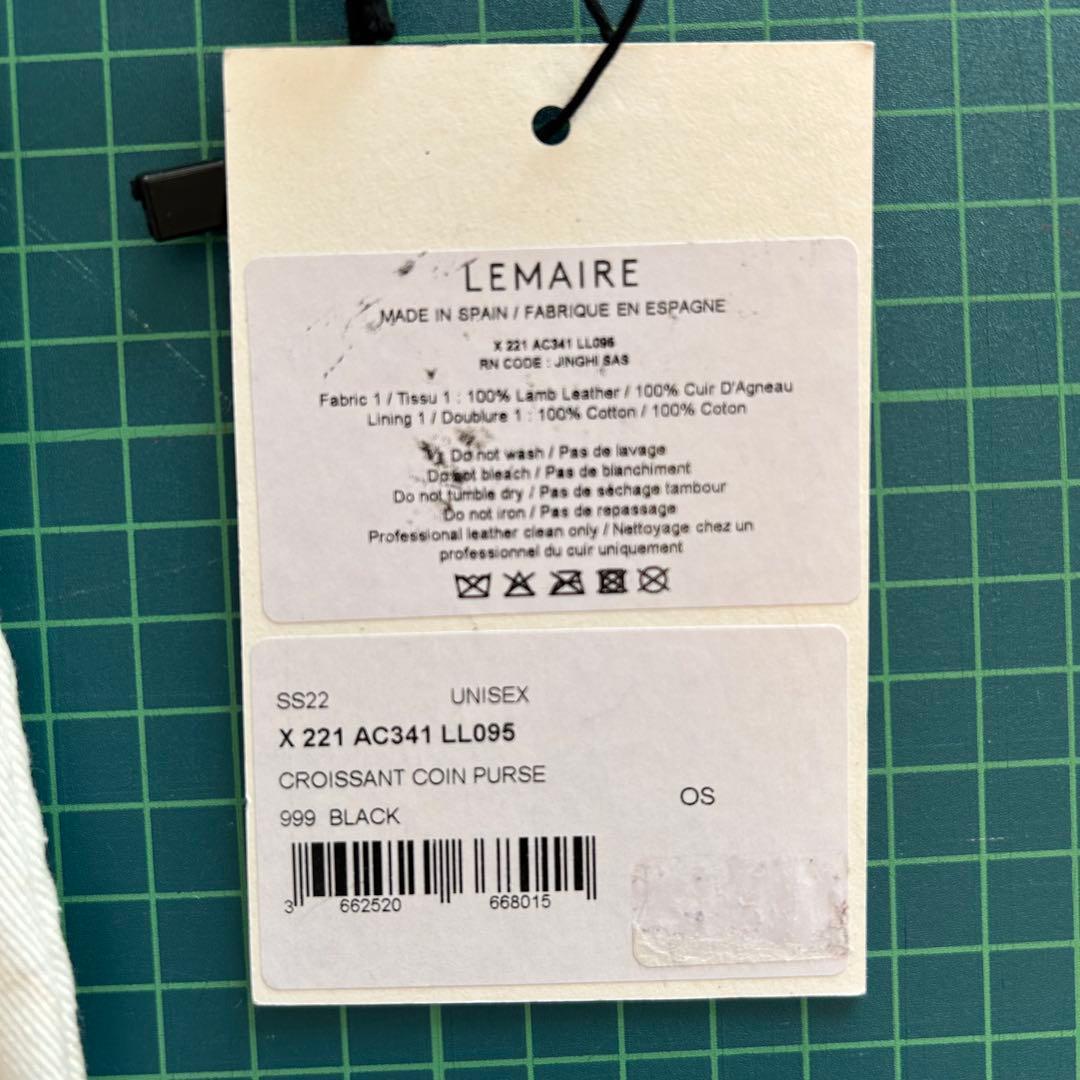 LEMAIRE
MADE IN SPAIN / FABRIQUE EN ESPAGNE
X 221 AC341 LL095
RN CODE : JINGHI SAS
Fabric 1 / Tissu 1 : 100% Lamb Leather / 100% Cuir D'Agneau
Lining 1 / Doublure 1 : 100% Cotton / 100% Coton
Do not wash / Pas de lavage
Do not bleach / Pas de blanchiment
Do not tumble dry / Pas de séchage tambour
Do not iron / Pas de repassage
Professional leather clean only / Nettoyage chez un
professionnel du cuir uniquement
SS22 UNISEX
X 221 AC341 LL095
CROISSANT COIN PURSE
OS
999 BLACK
3 662520 668015